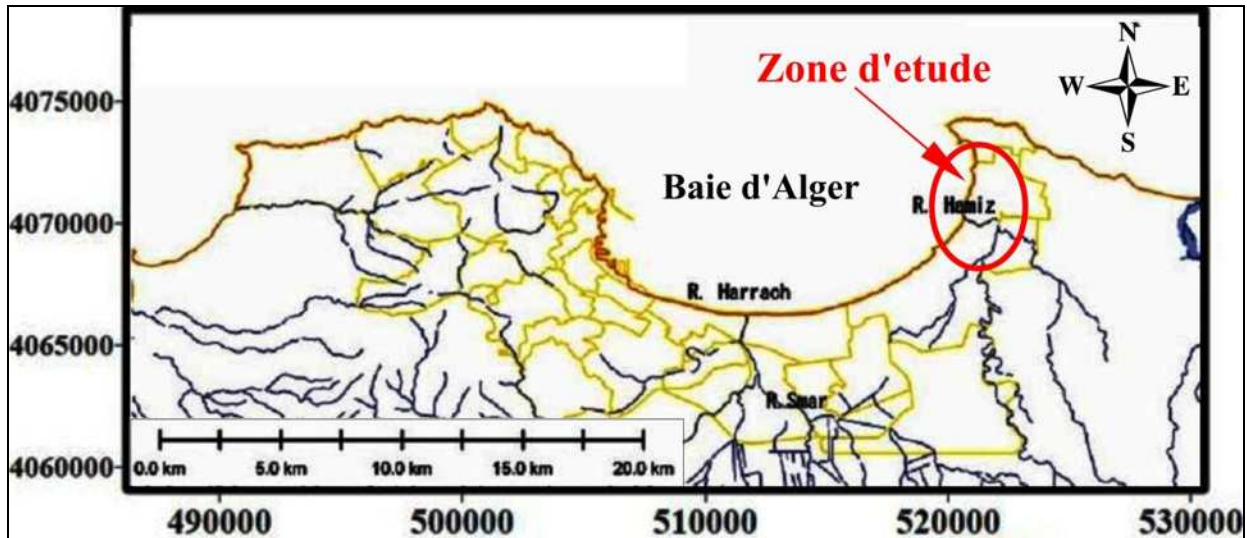 N
Zone d'etude
W E
S
4075000
Baie d'Alger
4070000
R. Hamiz
R. Harrach
4065000
R.Smar
4060000
0.0 km 5.0 km 10.0 km 15.0 km 20.0 km
490000 500000 510000 520000 530000